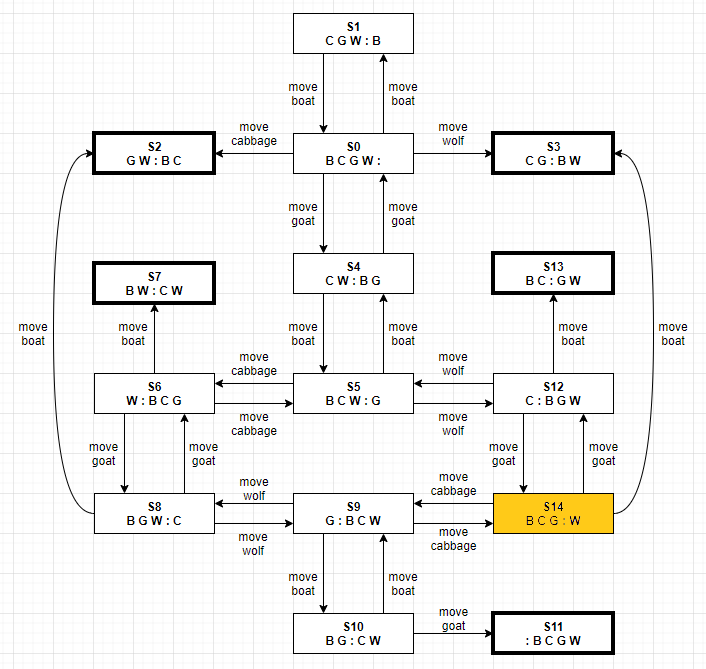 S1
C G W : B
move
boat
move
boat
move
cabbage
move
wolf
S2
G W : B C
S0
B C G W :
S3
C G : B W
move
goat
move
goat
S7
B W : C W
S4
C W : B G
S13
B C : G W
move
boat
move
boat
move
boat
move
boat
move
boat
move
boat
move
cabbage
move
wolf
S6
W : B C G
S5
B C W : G
S12
C : B G W
move
cabbage
move
wolf
move
goat
move
goat
move
goat
move
goat
move
wolf
move
cabbage
S8
B G W : C
S9
G : B C W
S14
B C G : W
move
wolf
move
cabbage
move
boat
move
boat
S10
B G : C W
move
goat
S11
: B C G W